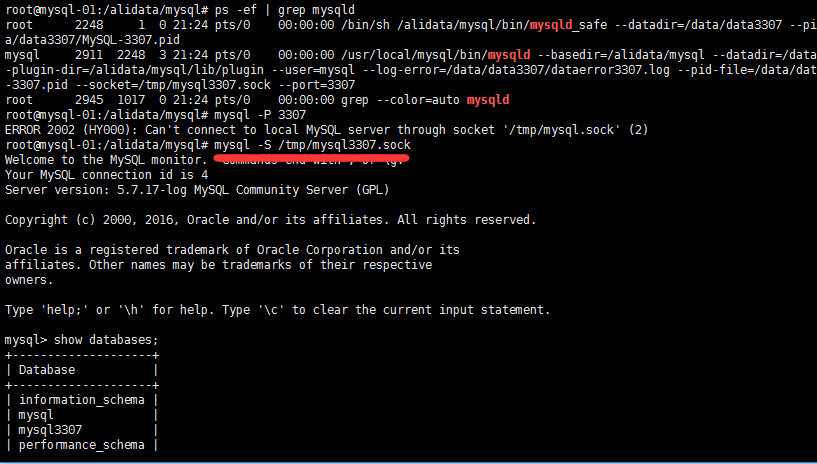 root@mysql-01:/alidata/mysql# ps -ef | grep mysqld
root      2248     1  0 21:24 pts/0    00:00:00 /bin/sh /alidata/mysql/bin/mysqld_safe --datadir=/data/data3307 --pi
a/data3307/MySQL-3307.pid
mysql     2911  2248  3 21:24 pts/0    00:00:00 /usr/local/mysql/bin/mysqld --basedir=/alidata/mysql --datadir=/data
-plugin-dir=/alidata/mysql/lib/plugin --user=mysql --log-error=/data/data3307/dataerror3307.log --pid-file=/data/dat
-3307.pid --socket=/tmp/mysql3307.sock --port=3307
root      2945  1017  0 21:24 pts/0    00:00:00 grep --color=auto mysqld
root@mysql-01:/alidata/mysql# mysql -P 3307
ERROR 2002 (HY000): Can't connect to local MySQL server through socket '/tmp/mysql.sock' (2)
root@mysql-01:/alidata/mysql# mysql -S /tmp/mysql3307.sock
Welcome to the MySQL monitor.  Commands end with ; or \g.
Your MySQL connection id is 4
Server version: 5.7.17-log MySQL Community Server (GPL)
Copyright (c) 2000, 2016, Oracle and/or its affiliates. All rights reserved.
Oracle is a registered trademark of Oracle Corporation and/or its
affiliates. Other names may be trademarks of their respective
owners.
Type 'help;' or '\h' for help. Type '\c' to clear the current input statement.
mysql> show databases;
+--------------------+
| Database           |
+--------------------+
| information_schema |
| mysql              |
| mysql3307          |
| performance_schema |